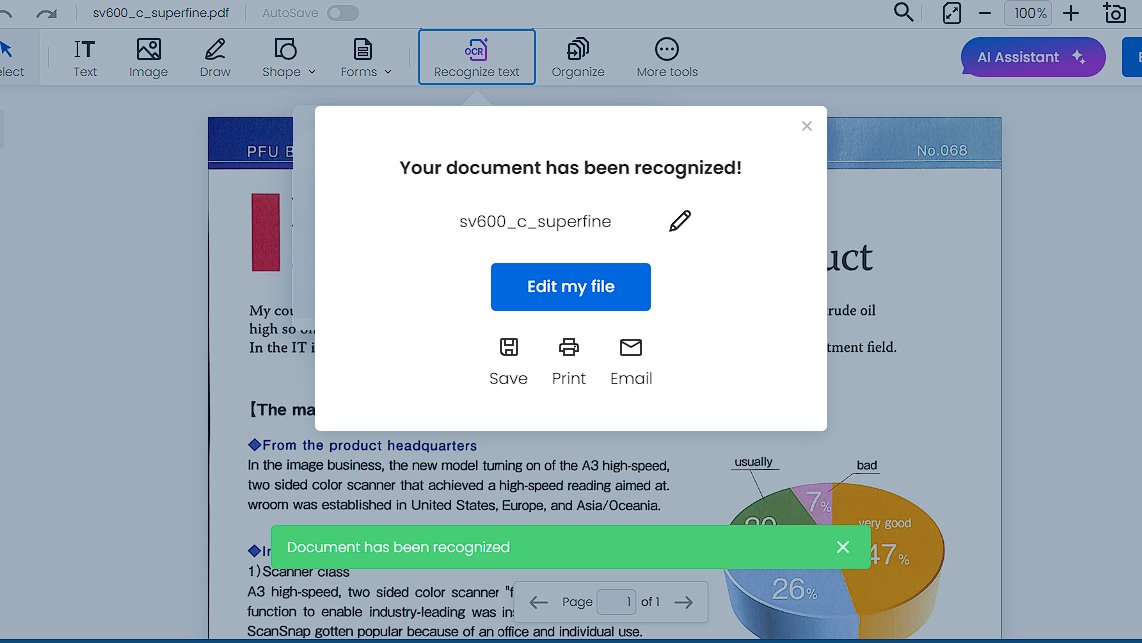 sv600_c_superfine.pdf
AutoSave
100%
Text
Image
Draw
Shape
Forms
OCR
Recognize text
Organize
More tools
AI Assistant
PFU
No.068
Your document has been recognized!
sv600_c_superfine
Edit my file
Save
Print
Email
My
rude oil
high so
In the IT
tment field.
【The
◆From the product headquarters
In the image business, the new model turning on of the A3 high-speed,
two sided color scanner that achieved a high-speed reading aimed at.
wroom was established in United States, Europe, and Asia/Oceania.
usually
bad
7%
very good
47%
26%
Document has been recognized
1)Scanner class
A3 high-speed, two sided color scanner
function to enable industry-leading was
ScanSnap gotten popular because of an office and individual use.
Page 1 of 1